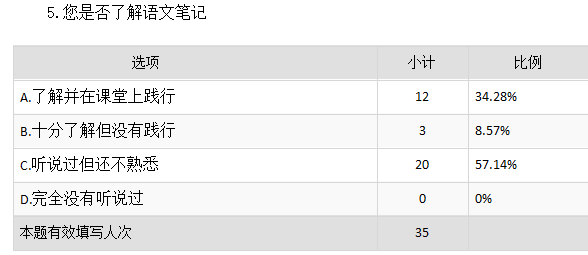 5.您是否了解语文笔记
选项 小计 比例
A.了解并在课堂上践行 12 34.28%
B.十分了解但没有践行 3 8.57%
C.听说过但还不熟悉 20 57.14%
D.完全没有听说过 0 0%
本题有效填写人次 35